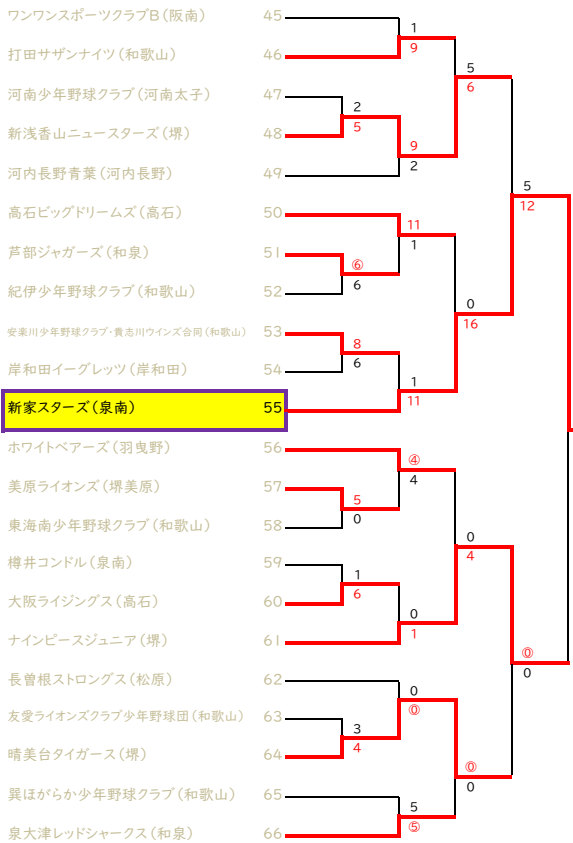 ワンワンスポーツクラブB(阪南) 45
1
打田サザンナイツ(和歌山) 46
9
5
6
河南少年野球クラブ(河南太子) 47
2
新浅香山ニュースターズ(堺) 48
5
9
2
河内長野青葉(河内長野) 49
5
12
高石ビッグドリームズ(高石) 50
11
1
芦部ジャガーズ(和泉) 51
⑥
6
紀伊少年野球クラブ(和歌山) 52
0
16
安楽川少年野球クラブ・貴志川ウインズ合同(和歌山) 53
8
6
岸和田イーグレッツ(岸和田) 54
1
11
新家スターズ(泉南) 55
ホワイトベアーズ(羽曳野) 56
④
4
美原ライオンズ(堺美原) 57
5
0
東海南少年野球クラブ(和歌山) 58
0
4
樽井コンドル(泉南) 59
1
6
大阪ライジングス(高石) 60
0
1
ナインピースジュニア(堺) 61
⓪
0
長曽根ストロングス(松原) 62
0
⓪
友愛ライオンズクラブ少年野球団(和歌山) 63
3
4
晴美台タイガース(堺) 64
⓪
0
巽ほがらか少年野球クラブ(和歌山) 65
5
⑤
泉大津レッドシャークス(和泉) 66